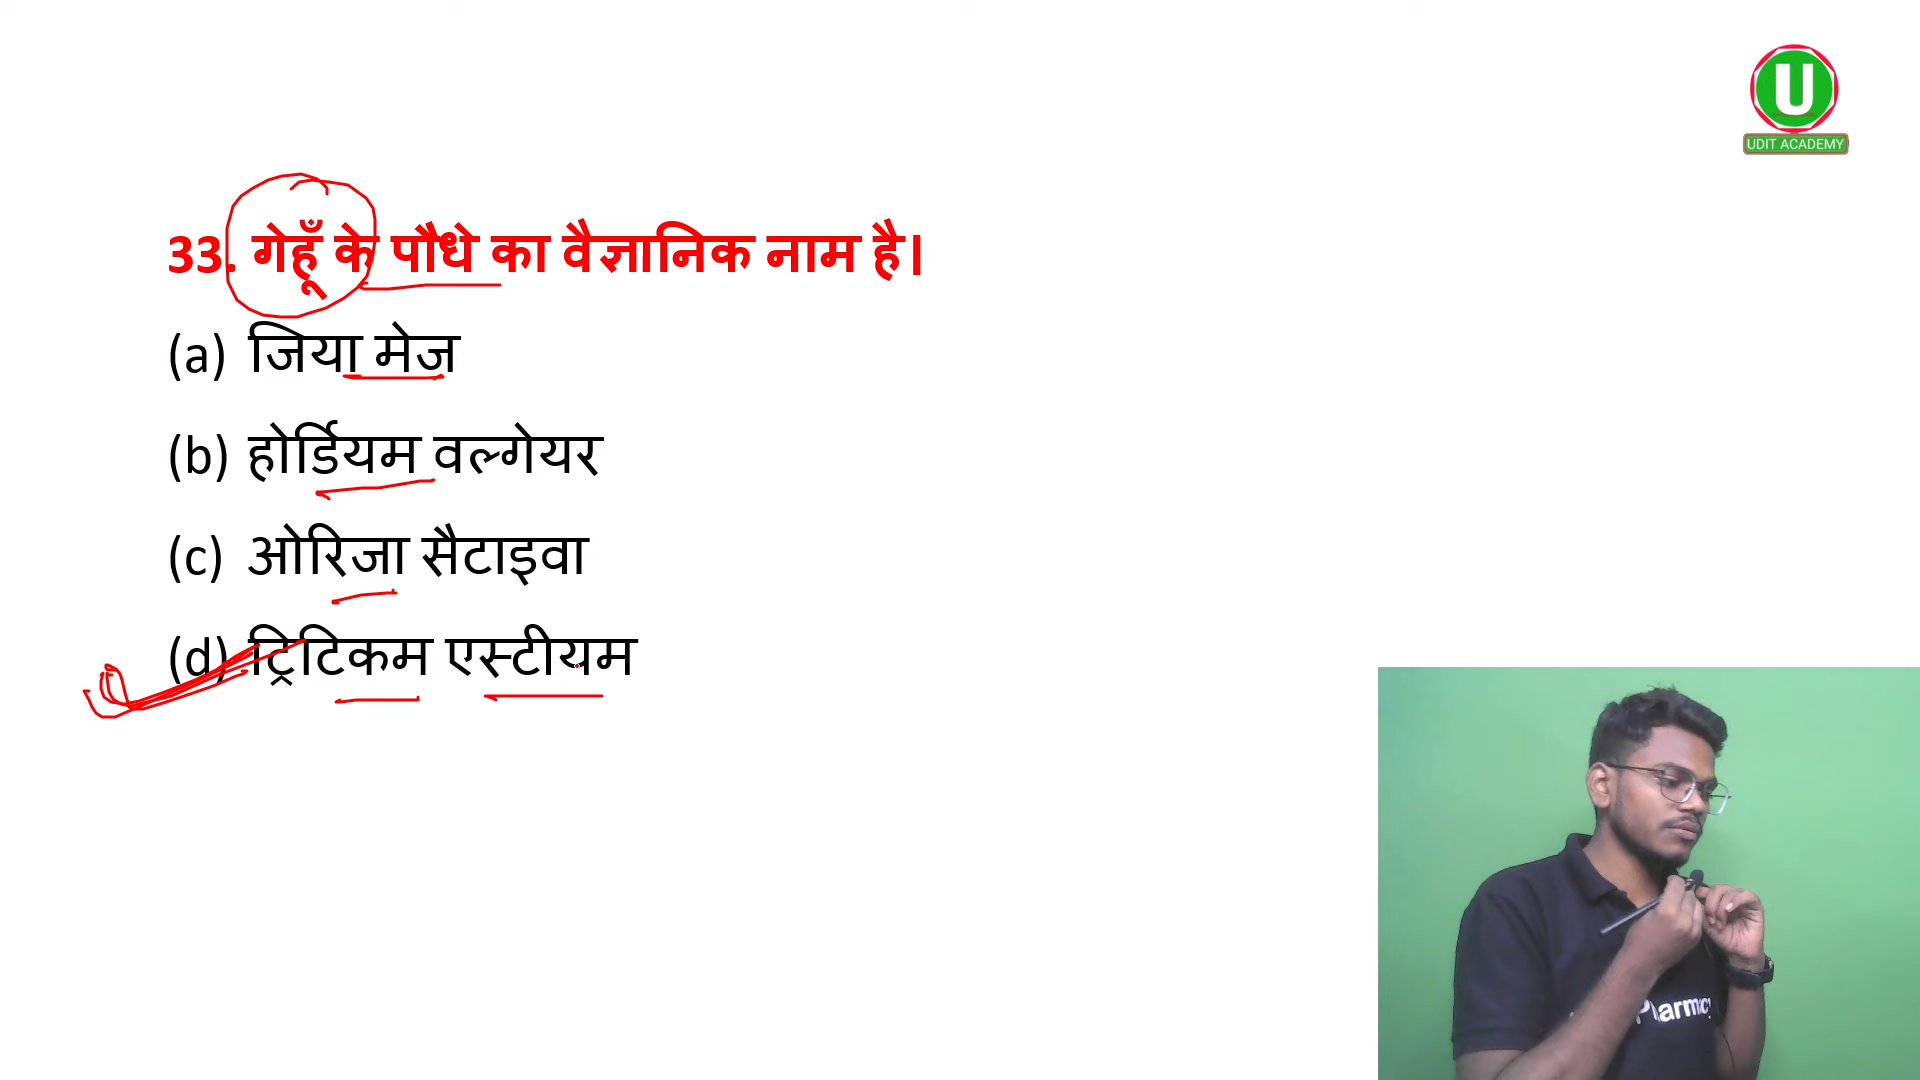 U
UDIT ACADEMY
33. गेहूँ के पौधे का वैज्ञानिक नाम है।
(a) जिया मेज
(b) होर्डियम वल्गेयर
(c) ओरिजा सैटाइवा
(d) ट्रिटिकम एस्टीयम